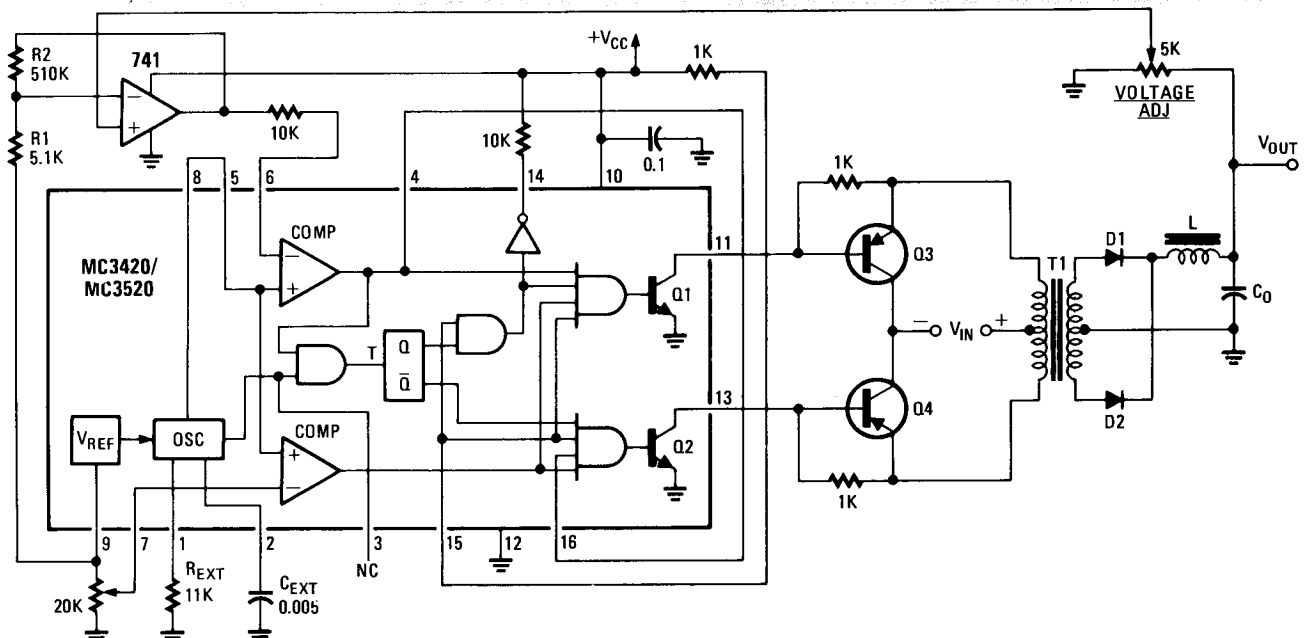 R2
510K
741
+VCC
1K
5K
VOLTAGE
ADJ
R1
5.1K
10K
10K
0.1
VOUT
8
5
6
4
14
10
1K
COMP
MC3420/
MC3520
11
Q1
Q3
T1
D1
L
CO
− VIN +
T
Q
Q̄
13
Q4
D2
VREF
OSC
COMP
Q2
1K
9
7
1
2
3
15
12
16
NC
20K
REXT
11K
CEXT
0.005